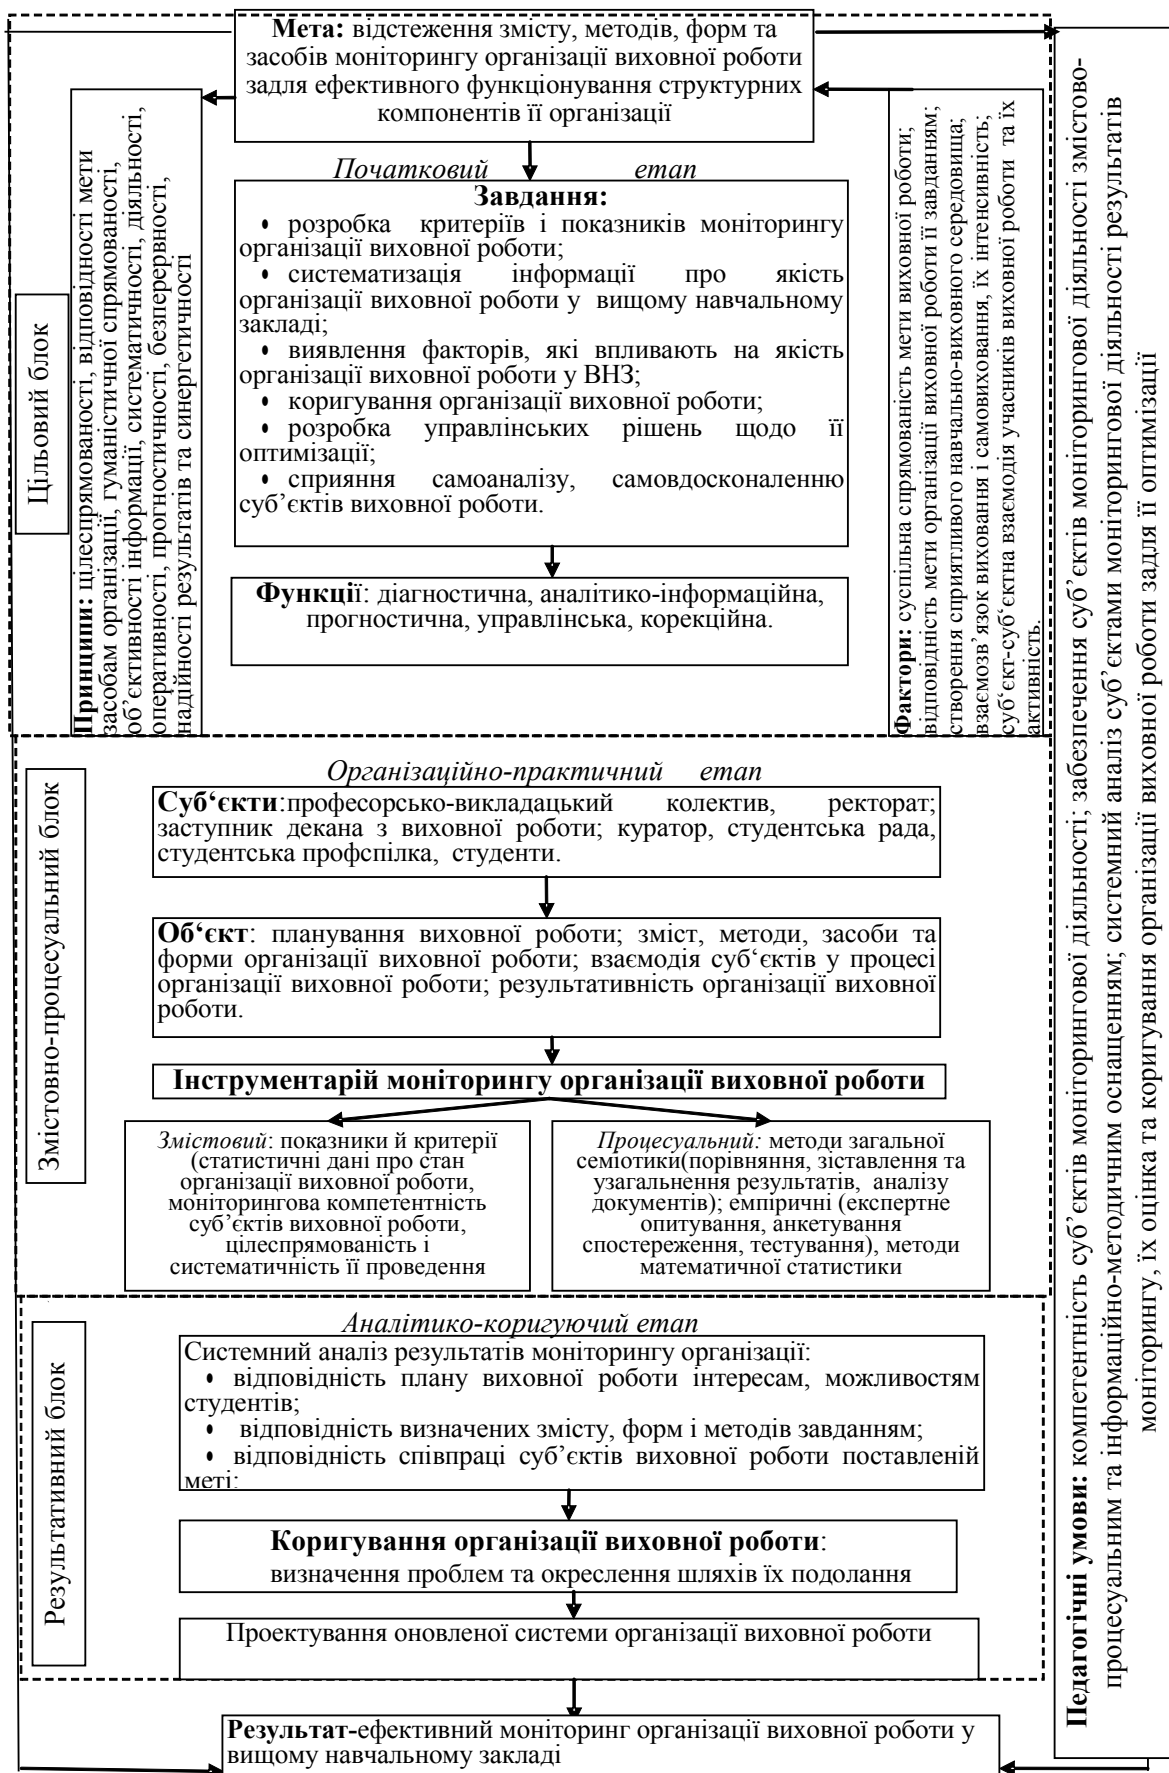 Мета: відстеження змісту, методів, форм та
засобів моніторингу організації виховної роботи
задля ефективного функціонування структурних
компонентів її організації
Цільовий блок
Принципи: цілеспрямованості, відповідності мети
засобам організації, гуманістичної спрямованості,
об’єктивності інформації, систематичності, діяльності,
оперативності, прогностичності, безперервності,
надійності результатів та синергетичності
Початковий етап
Завдання:
• розробка критеріїв і показників моніторингу
організації виховної роботи;
• систематизація інформації про якість
організації виховної роботи у вищому навчальному
закладі;
• виявлення факторів, які впливають на якість
організації виховної роботи у ВНЗ;
• коригування організації виховної роботи;
• розробка управлінських рішень щодо її
оптимізації;
• сприяння самоаналізу, самовдосконаленню
суб’єктів виховної роботи.
Функції: діагностична, аналітико-інформаційна,
прогностична, управлінська, корекційна.
Фактори: суспільна спрямованість мети виховної роботи;
відповідність мети організації виховної роботи її завданням;
створення сприятливого навчально-виховного середовища;
взаємозв’язок виховання і самовиховання, їх інтенсивність;
суб’єкт-суб’єктна взаємодія учасників виховної роботи та їх
активність.
Змістовно-процесуальний блок
Організаційно-практичний етап
Суб‘єкти:професорсько-викладацький колектив, ректорат;
заступник декана з виховної роботи; куратор, студентська рада,
студентська профспілка, студенти.
Об‘єкт: планування виховної роботи; зміст, методи, засоби та
форми організації виховної роботи; взаємодія суб‘єктів у процесі
організації виховної роботи; результативність організації виховної
роботи.
Інструментарій моніторингу організації виховної роботи
Змістовий: показники й критерії
(статистичні дані про стан
організації виховної роботи,
моніторингова компетентність
суб’єктів виховної роботи,
цілеспрямованість і
систематичність її проведення
Процесуальний: методи загальної
семіотики(порівняння, зіставлення та
узагальнення результатів, аналізу
документів); емпіричні (експертне
опитування, анкетування
спостереження, тестування), методи
математичної статистики
Результативний блок
Аналітико-коригуючий етап
Системний аналіз результатів моніторингу організації:
• відповідність плану виховної роботи інтересам, можливостям
студентів;
• відповідність визначених змісту, форм і методів завданням;
• відповідність співпраці суб’єктів виховної роботи поставленій
меті;
Коригування організації виховної роботи:
визначення проблем та окреслення шляхів їх подолання
Проектування оновленої системи організації виховної роботи
Результат-ефективний моніторинг організації виховної роботи у
вищому навчальному закладі
Педагогічні умови: компетентність суб’єктів моніторингової діяльності; забезпечення суб’єктів моніторингової діяльності змістово-
процесуальним та інформаційно-методичним оснащенням; системний аналіз суб’єктами моніторингової діяльності результатів
моніторингу, їх оцінка та коригування організації виховної роботи задля її оптимізації